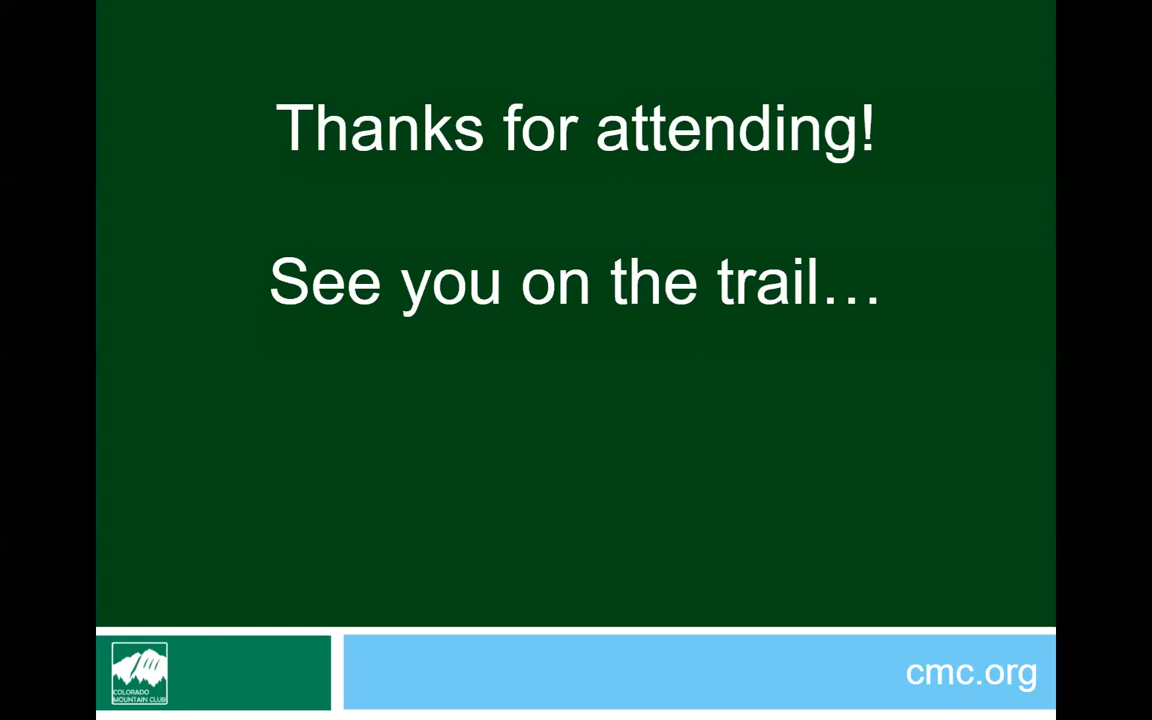 Thanks for attending!
See you on the trail…
COLORADO
MOUNTAIN CLUB
cmc.org